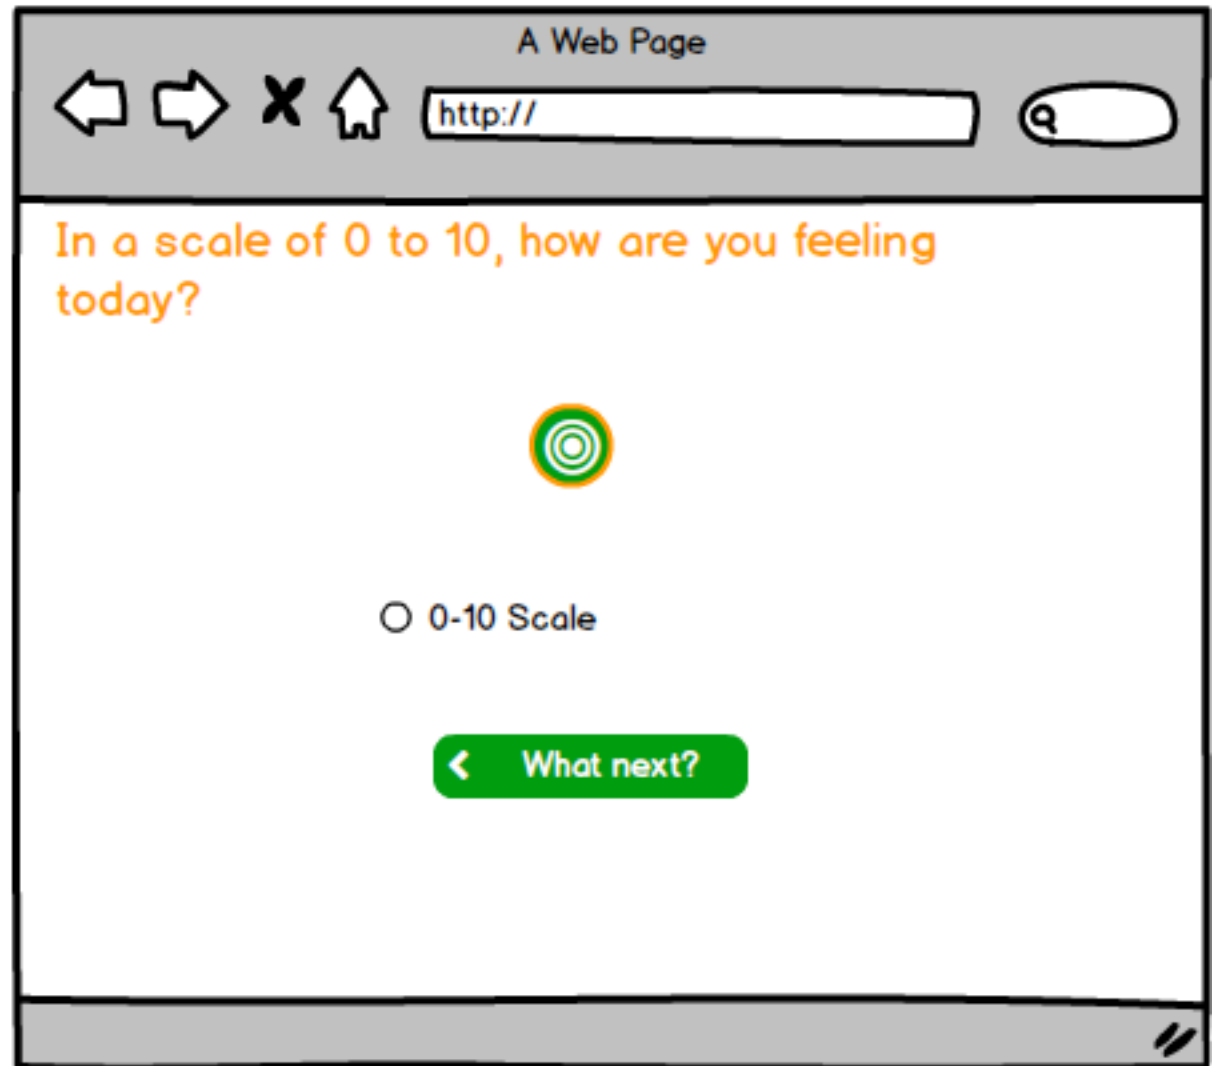 A Web Page
http://
In a scale of 0 to 10, how are you feeling
today?
0-10 Scale
What next?